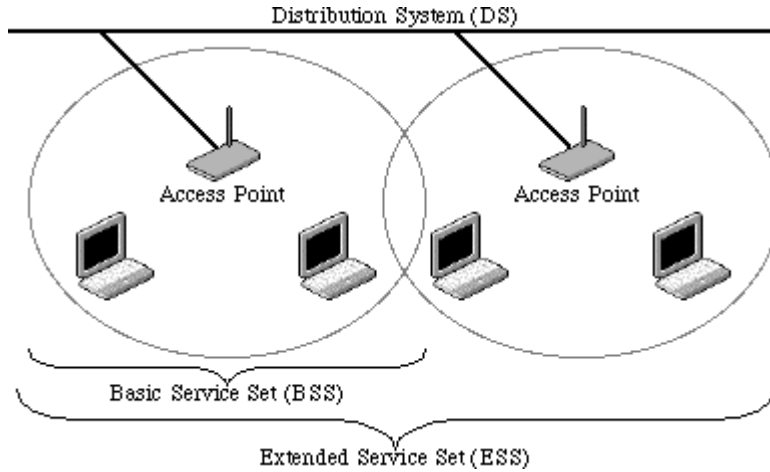 Distribution System (DS)
Access Point
Access Point
Basic Service Set (BSS)
Extended Service Set (ESS)